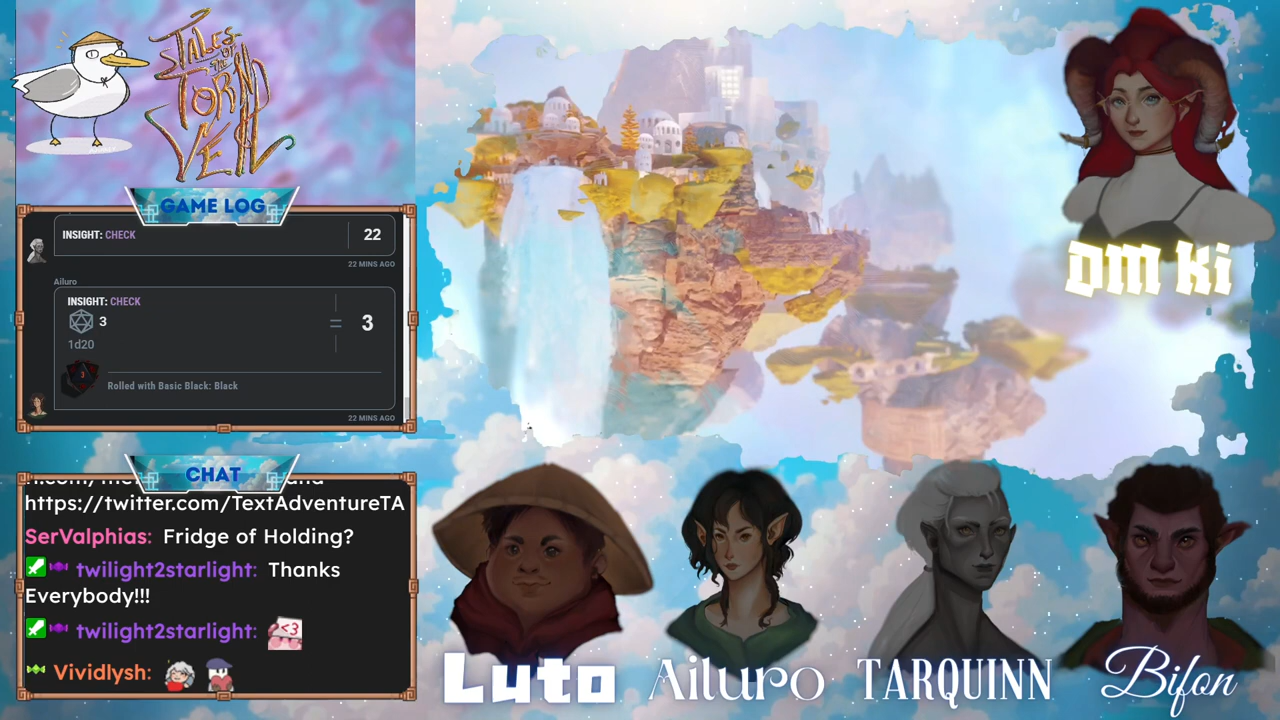 TALES
OF
THE
TORN
VEIL
GAME LOG
INSIGHT: CHECK
22
22 MINS AGO
Ailuro
INSIGHT: CHECK
3
= 3
1d20
3
Rolled with Basic Black: Black
22 MINS AGO
CHAT
https://twitter.com/TextAdventureTA
SerValphias: Fridge of Holding?
twilight2starlight: Thanks
Everybody!!!
twilight2starlight: <3
Vividlysh:
DM Ki
Luto
Ailuro
TARQUINN
Bifon